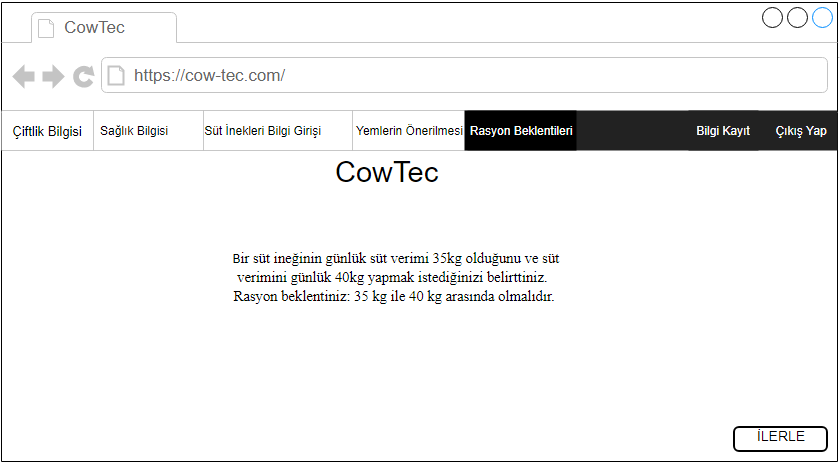 CowTec
https://cow-tec.com/
Çiftlik Bilgisi Sağlık Bilgisi Süt İnekleri Bilgi Girişi Yemlerin Önerilmesi Rasyon Beklentileri Bilgi Kayıt Çıkış Yap
CowTec
Bir süt ineğinin günlük süt verimi 35kg olduğunu ve süt
verimini günlük 40kg yapmak istediğinizi belirttiniz.
Rasyon beklentiniz: 35 kg ile 40 kg arasında olmalıdır.
İLERLE